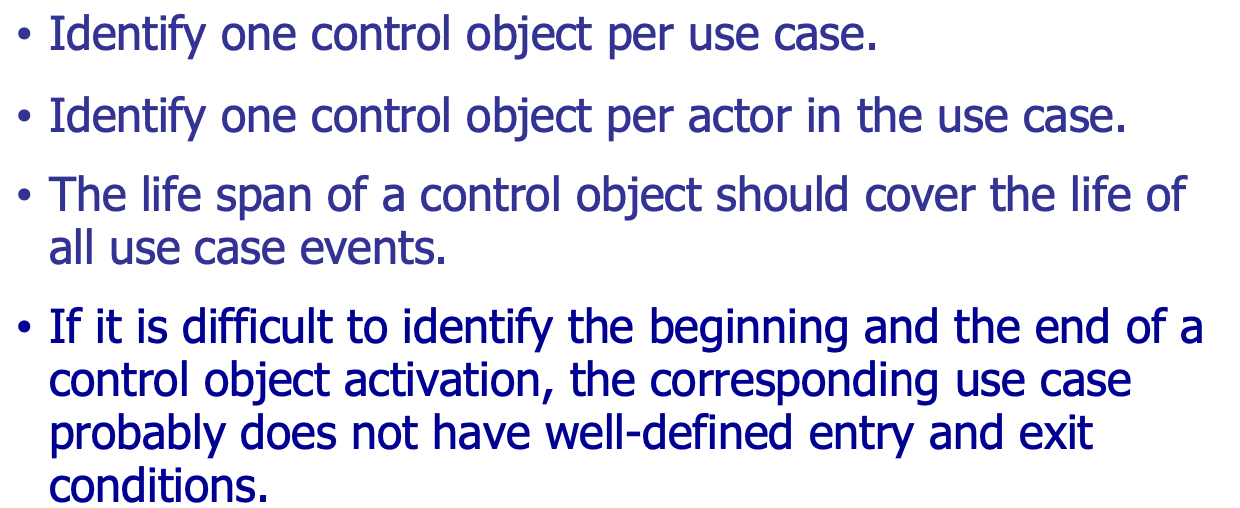 • Identify one control object per use case.
• Identify one control object per actor in the use case.
• The life span of a control object should cover the life of
all use case events.
• If it is difficult to identify the beginning and the end of a
control object activation, the corresponding use case
probably does not have well-defined entry and exit
conditions.